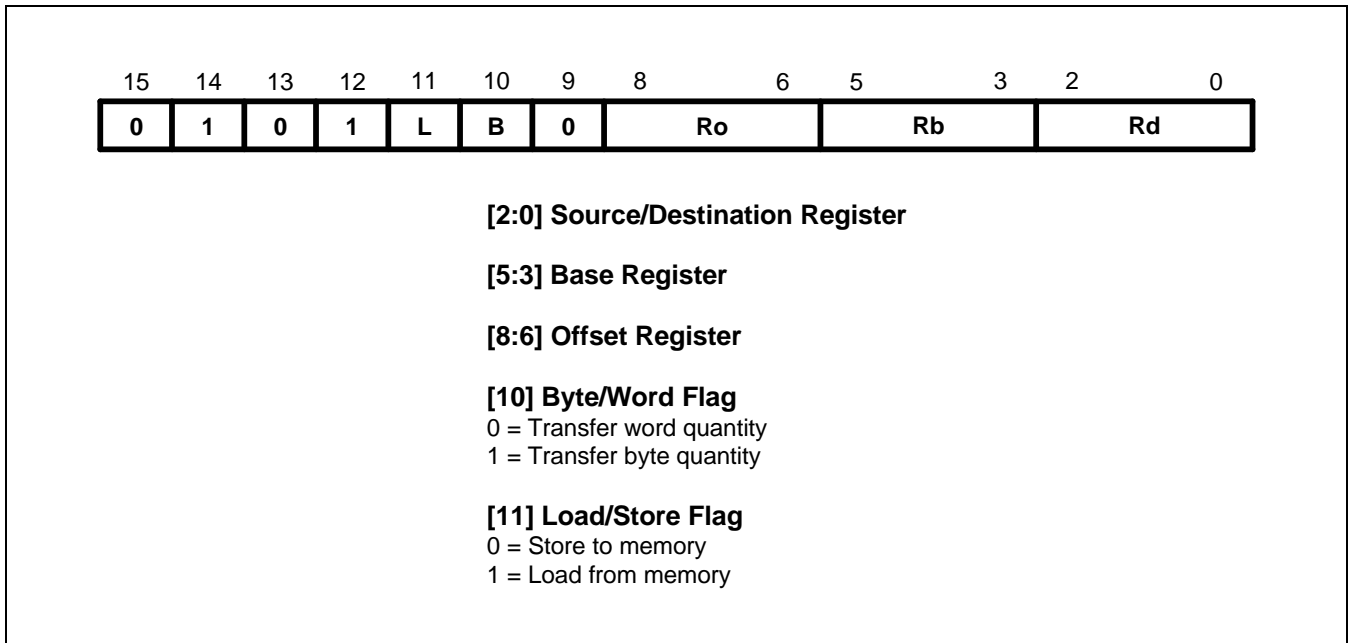 15 14 13 12 11 10 9 8 6 5 3 2 0
0 1 0 1 L B 0 Ro Rb Rd
[2:0] Source/Destination Register
[5:3] Base Register
[8:6] Offset Register
[10] Byte/Word Flag
0 = Transfer word quantity
1 = Transfer byte quantity
[11] Load/Store Flag
0 = Store to memory
1 = Load from memory